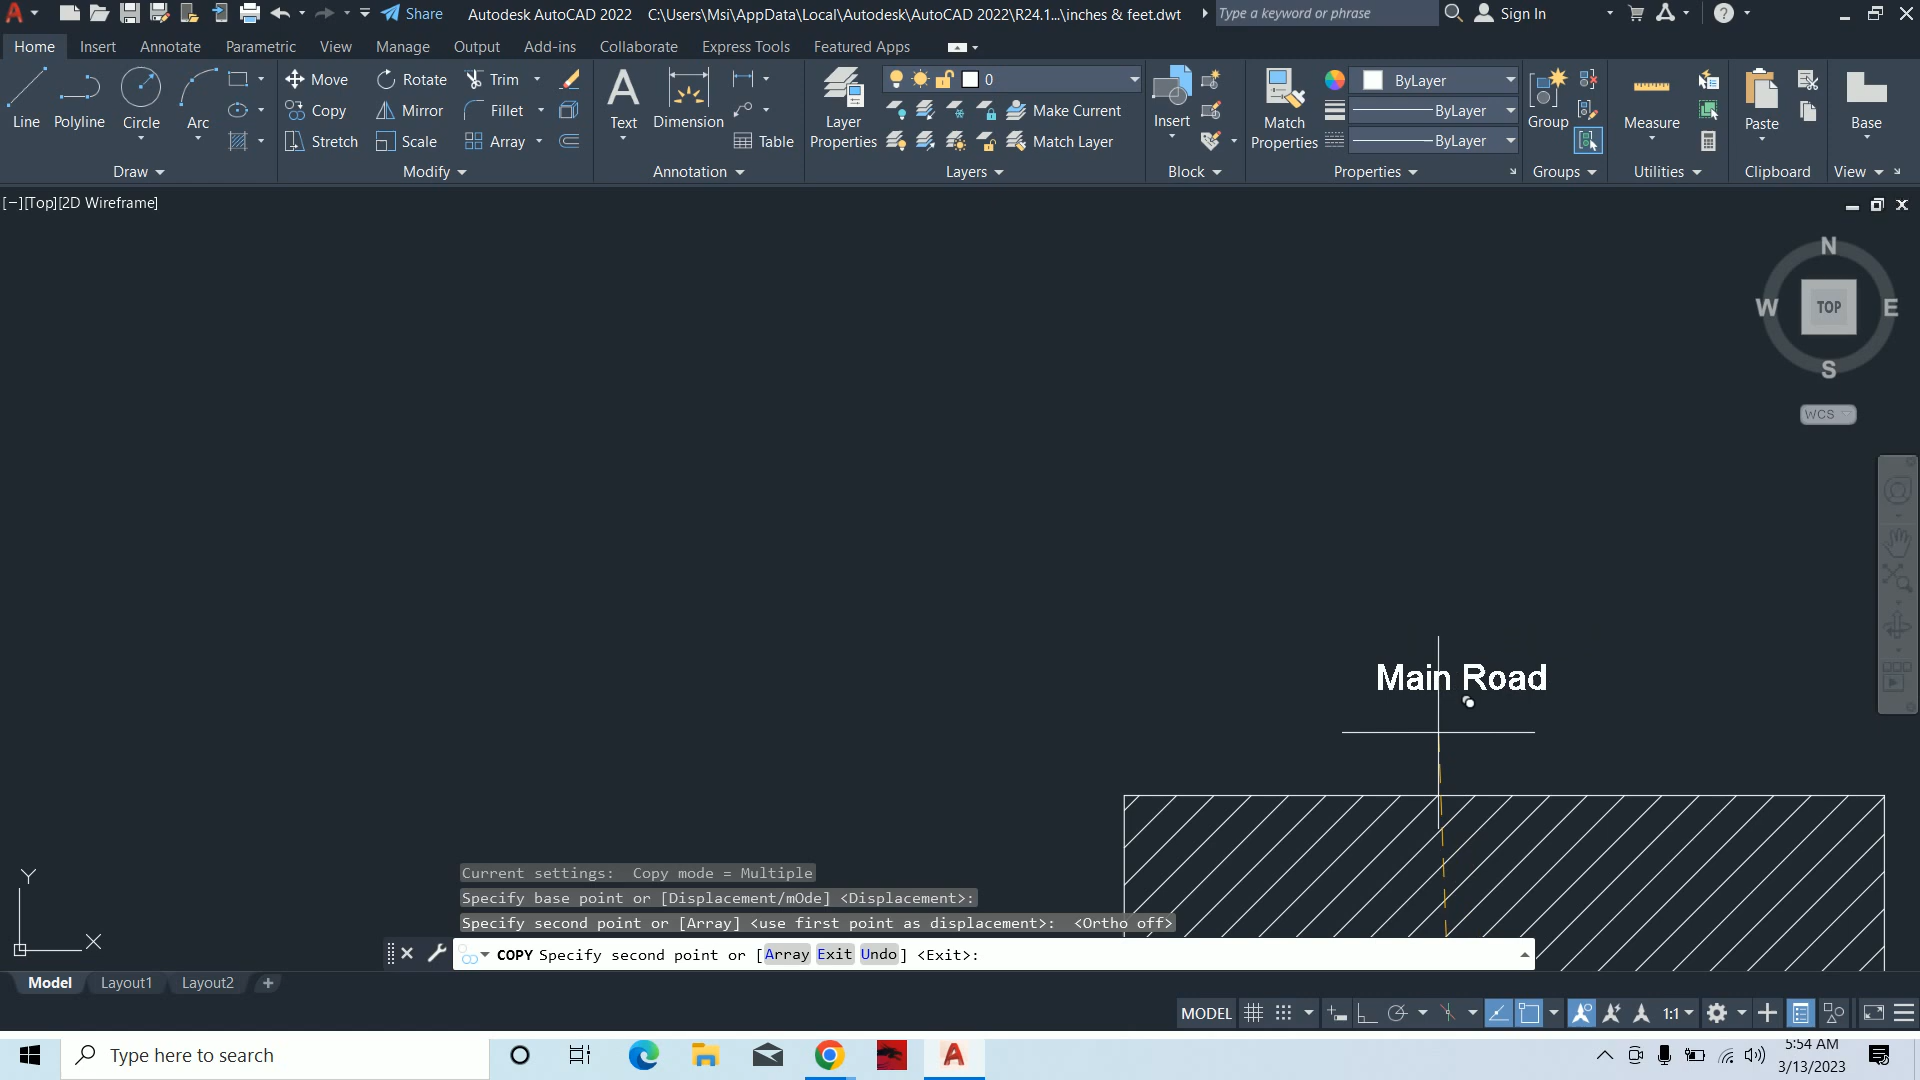 Share Autodesk AutoCAD 2022 C:\Users\Msi\AppData\Local\Autodesk\AutoCAD 2022\R24.1...\inches & feet.dwt Type a keyword or phrase Sign In
Home Insert Annotate Parametric View Manage Output Add-ins Collaborate Express Tools Featured Apps
Move Rotate Trim 0 ByLayer
Line Polyline Circle Arc Copy Mirror Fillet Text Dimension Layer Make Current Insert Match ByLayer Group Measure Paste Base
Stretch Scale Array Table Properties Match Layer Properties ByLayer
Draw Modify Annotation Layers Block Properties Groups Utilities Clipboard View
[−][Top][2D Wireframe]
N
W TOP E
S
WCS
Main Road
Y
X
Current settings: Copy mode = Multiple
Specify base point or [Displacement/mOde] <Displacement>:
Specify second point or [Array] <use first point as displacement>: <Ortho off>
COPY Specify second point or [Array Exit Undo] <Exit>:
Model Layout1 Layout2 +
MODEL 1:1
Type here to search 5:54 AM
3/13/2023